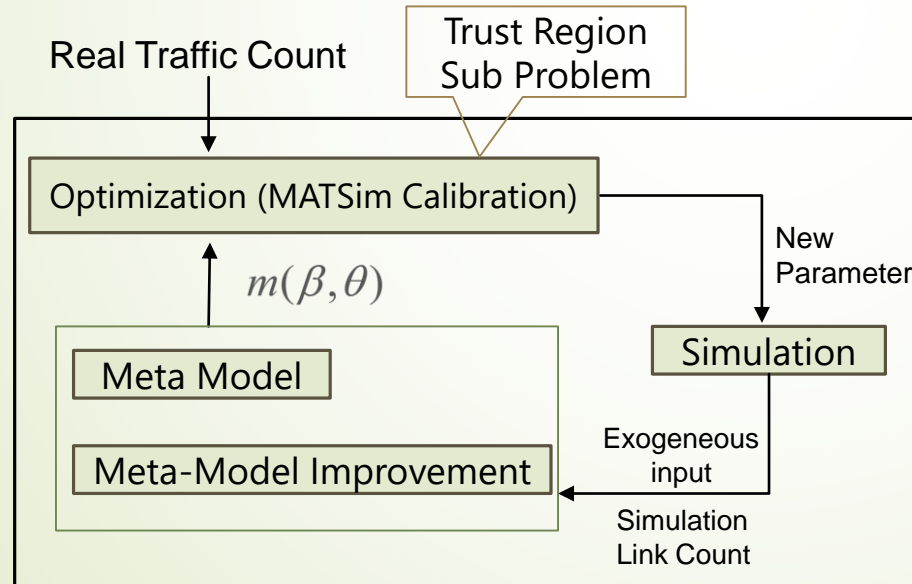 Trust Region
Sub Problem
Real Traffic Count
Optimization (MATSim Calibration)
New
Parameter
m(β,θ)
Simulation
Meta Model
Exogeneous
input
Meta-Model Improvement
Simulation
Link Count